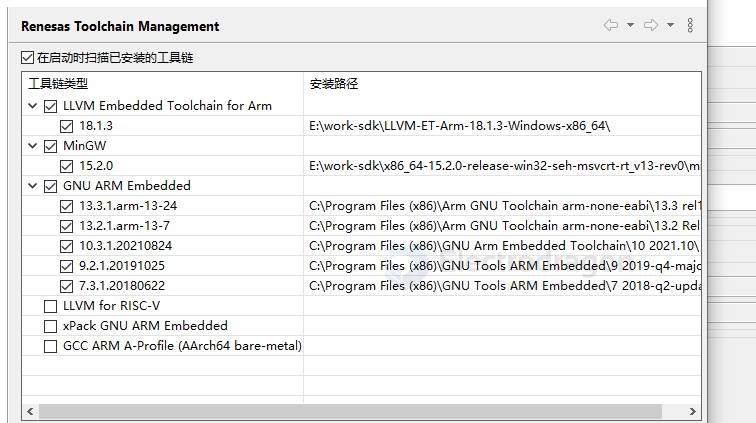 Renesas Toolchain Management
在启动时扫描已安装的工具链
工具链类型 安装路径
LLVM Embedded Toolchain for Arm
18.1.3 E:\work-sdk\LLVM-ET-Arm-18.1.3-Windows-x86_64\
MinGW
15.2.0 E:\work-sdk\x86_64-15.2.0-release-win32-seh-msvcrt-rt_v13-rev0\mi
GNU ARM Embedded
13.3.1.arm-13-24 C:\Program Files (x86)\Arm GNU Toolchain arm-none-eabi\13.3 rel1
13.2.1.arm-13-7 C:\Program Files (x86)\Arm GNU Toolchain arm-none-eabi\13.2 Rel
10.3.1.20210824 C:\Program Files (x86)\GNU Arm Embedded Toolchain\10 2021.10\
9.2.1.20191025 C:\Program Files (x86)\GNU Tools ARM Embedded\9 2019-q4-majo
7.3.1.20180622 C:\Program Files (x86)\GNU Tools ARM Embedded\7 2018-q2-upda
LLVM for RISC-V
xPack GNU ARM Embedded
GCC ARM A-Profile (AArch64 bare-metal)
Electrodragon